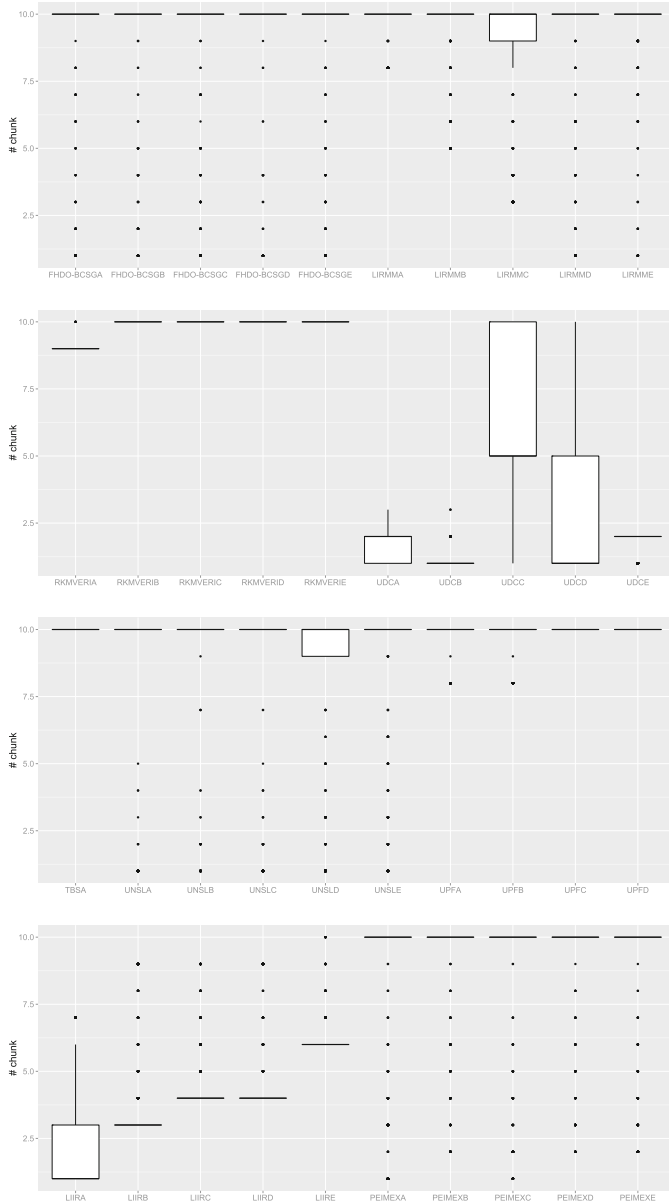 10.0
7.5
5.0
2.5
# chunk
FHDO-BCSGA FHDO-BCSGB FHDO-BCSGC FHDO-BCSGD FHDO-BCSGE LIRMMA LIRMMB LIRMMC LIRMMD LIRMME
10.0
7.5
5.0
2.5
# chunk
RKMVERIA RKMVERIB RKMVERIC RKMVERID RKMVERIE UDCA UDCB UDCC UDCD UDCE
10.0
7.5
5.0
2.5
# chunk
TBSA UNSLA UNSLB UNSLC UNSLD UNSLE UPFA UPFB UPFC UPFD
10.0
7.5
5.0
2.5
# chunk
LIIRA LIIRB LIIRC LIIRD LIIRE PEIMEXA PEIMEXB PEIMEXC PEIMEXD PEIMEXE